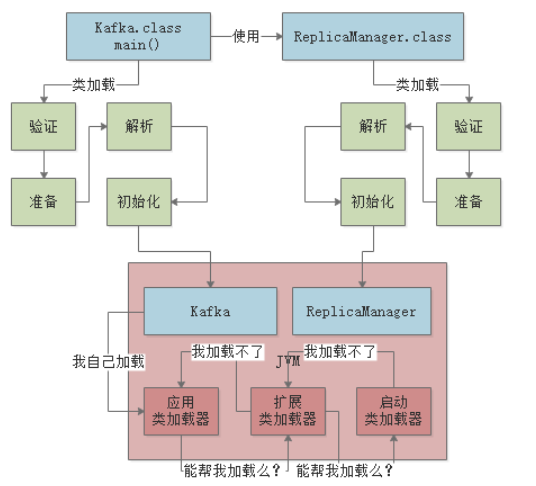 Kafka.class
main()
使用
ReplicaManager.class
类加载
类加载
验证
解析
解析
验证
准备
初始化
初始化
准备
Kafka
ReplicaManager
我加载不了
我加载不了
JVM
我自己加载
应用
类加载器
扩展
类加载器
启动
类加载器
能帮我加载么?
能帮我加载么?